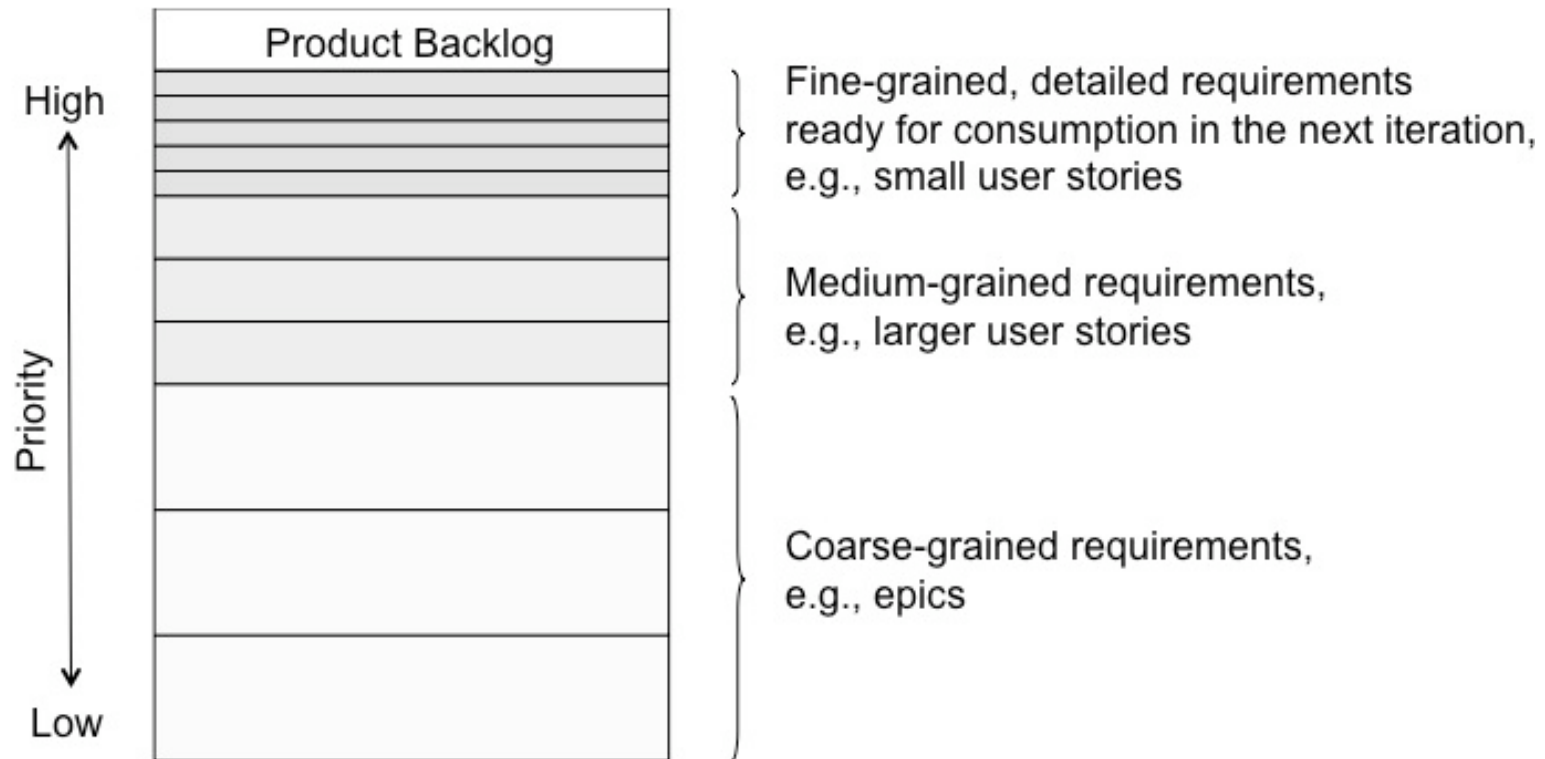 Product Backlog
High
Priority
Low
Fine-grained, detailed requirements
ready for consumption in the next iteration,
e.g., small user stories
Medium-grained requirements,
e.g., larger user stories
Coarse-grained requirements,
e.g., epics